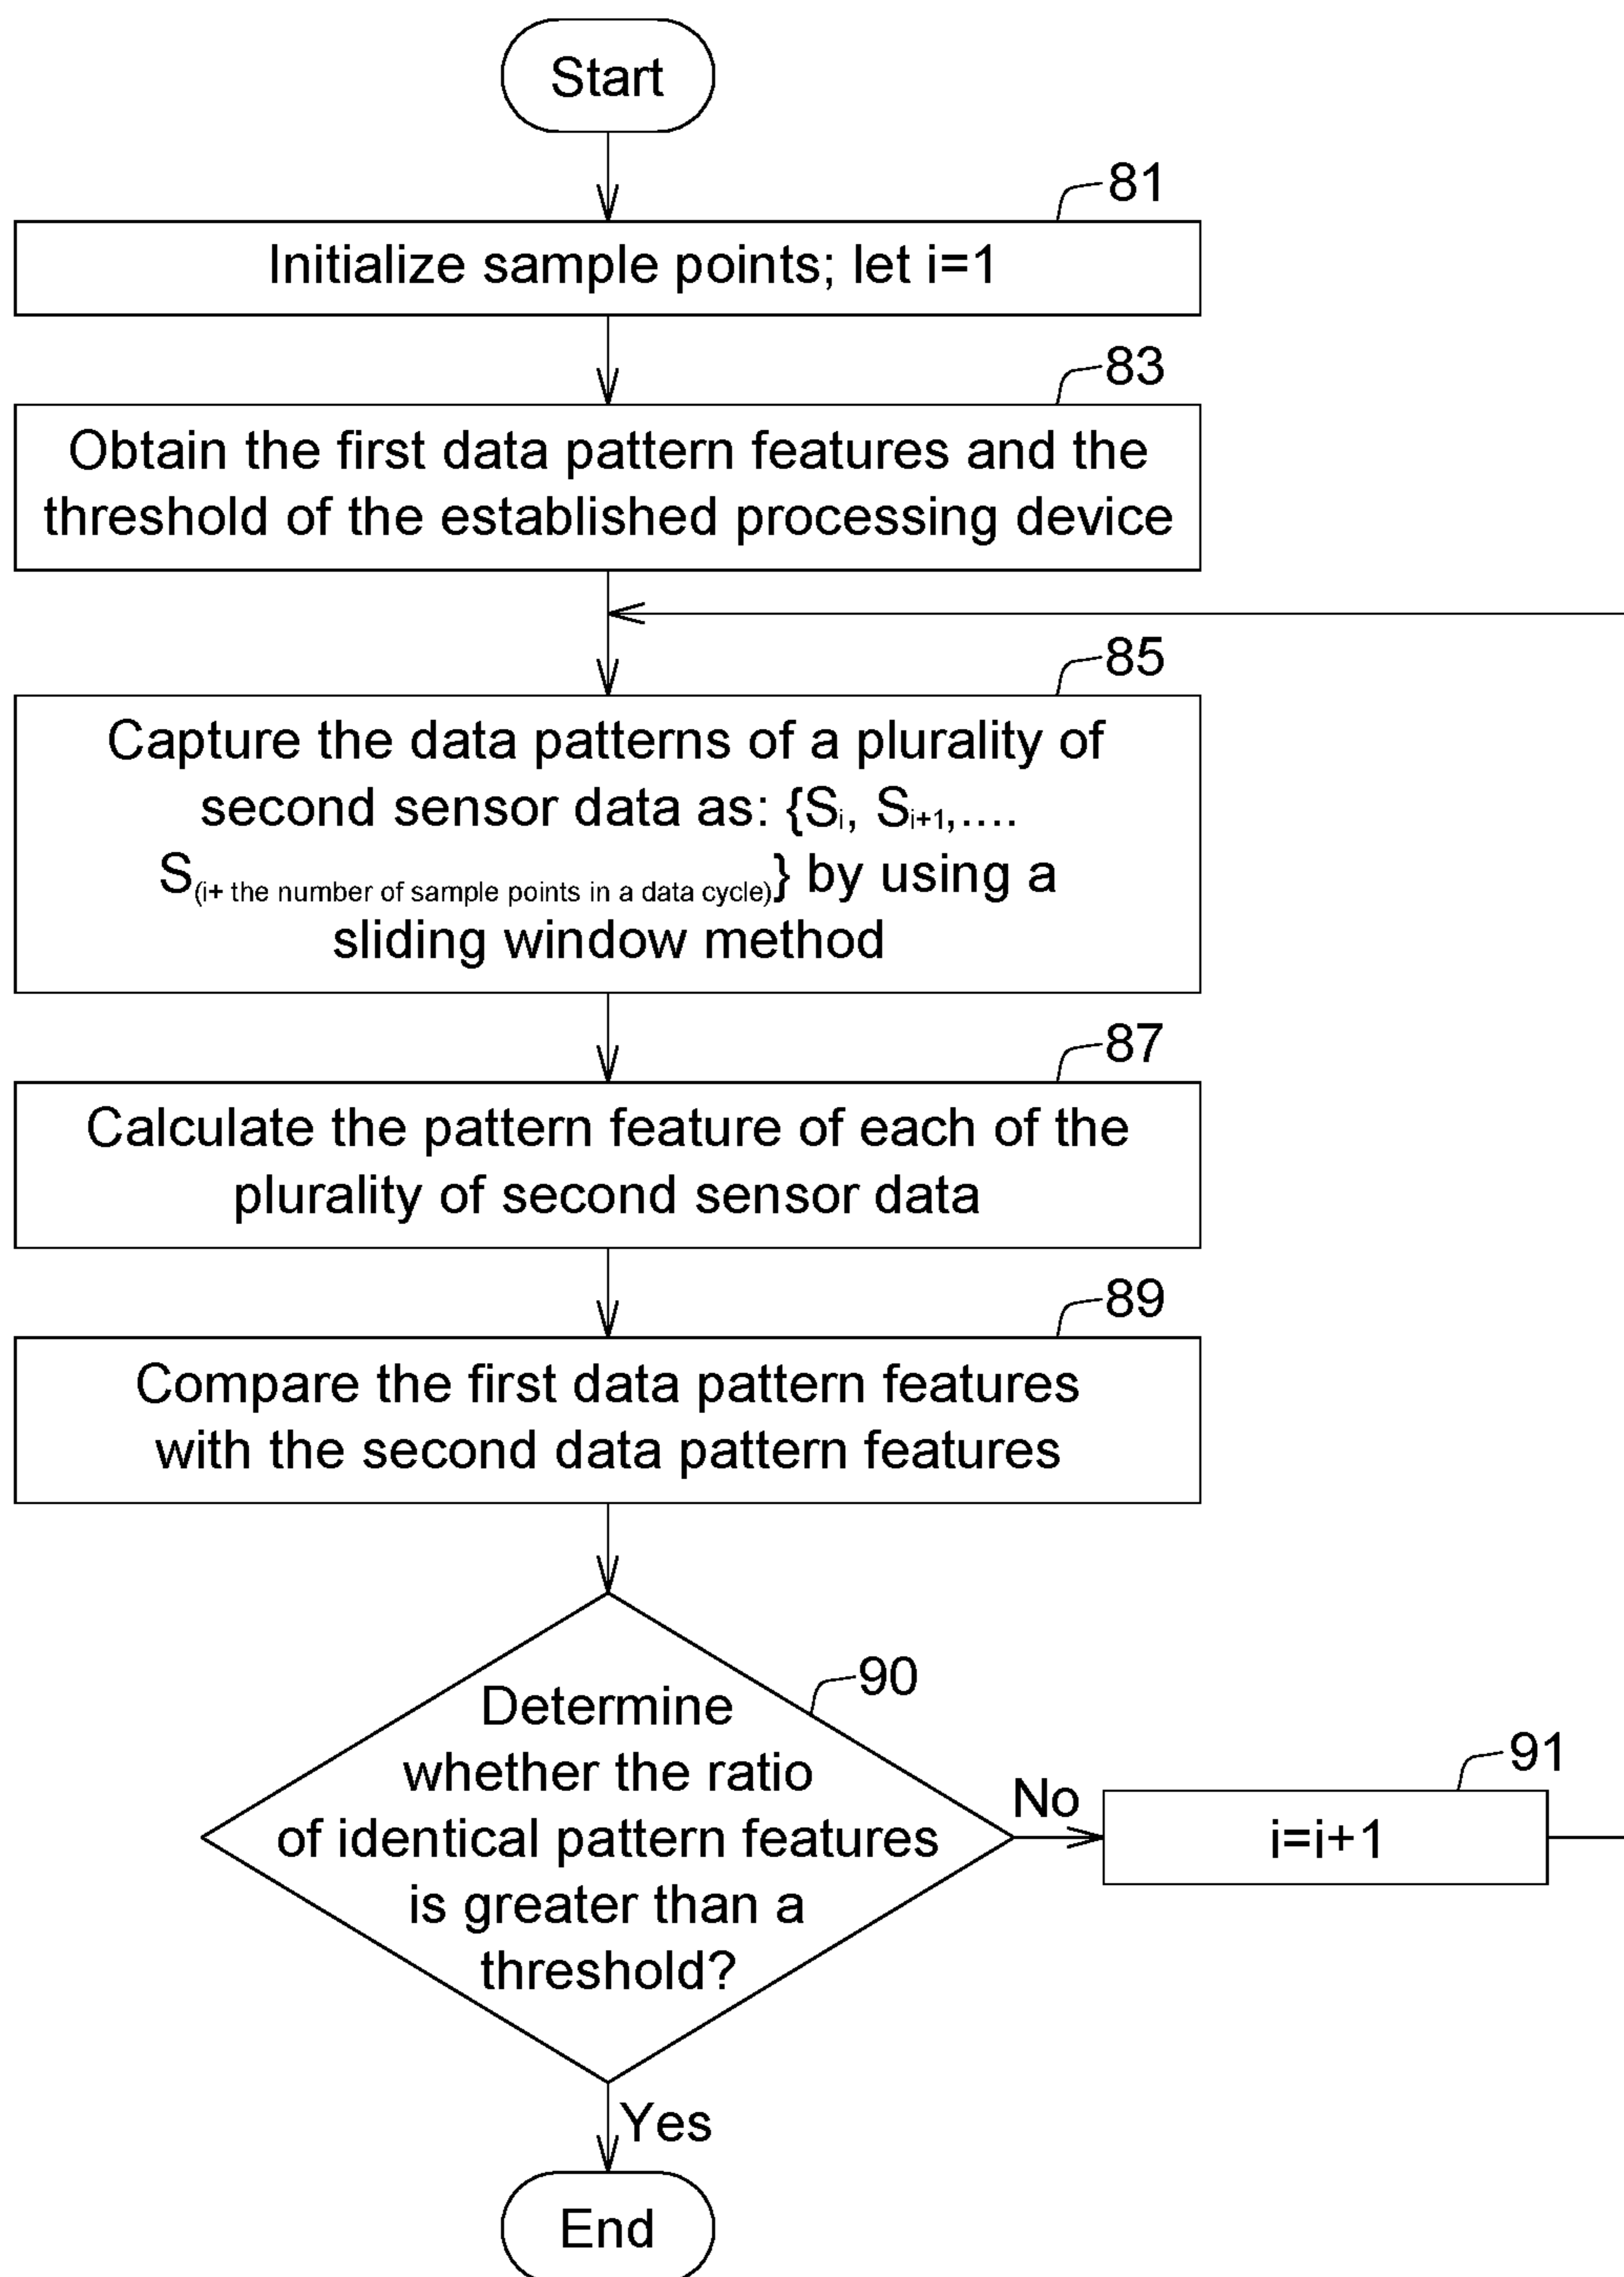 Start
81
Initialize sample points; let i=1
83
Obtain the first data pattern features and the
threshold of the established processing device
85
Capture the data patterns of a plurality of
second sensor data as: {Si, Si+1,....
S(i+ the number of sample points in a data cycle)} by using a
sliding window method
87
Calculate the pattern feature of each of the
plurality of second sensor data
89
Compare the first data pattern features
with the second data pattern features
90
Determine
whether the ratio
of identical pattern features
is greater than a
threshold?
No
91
i=i+1
Yes
End